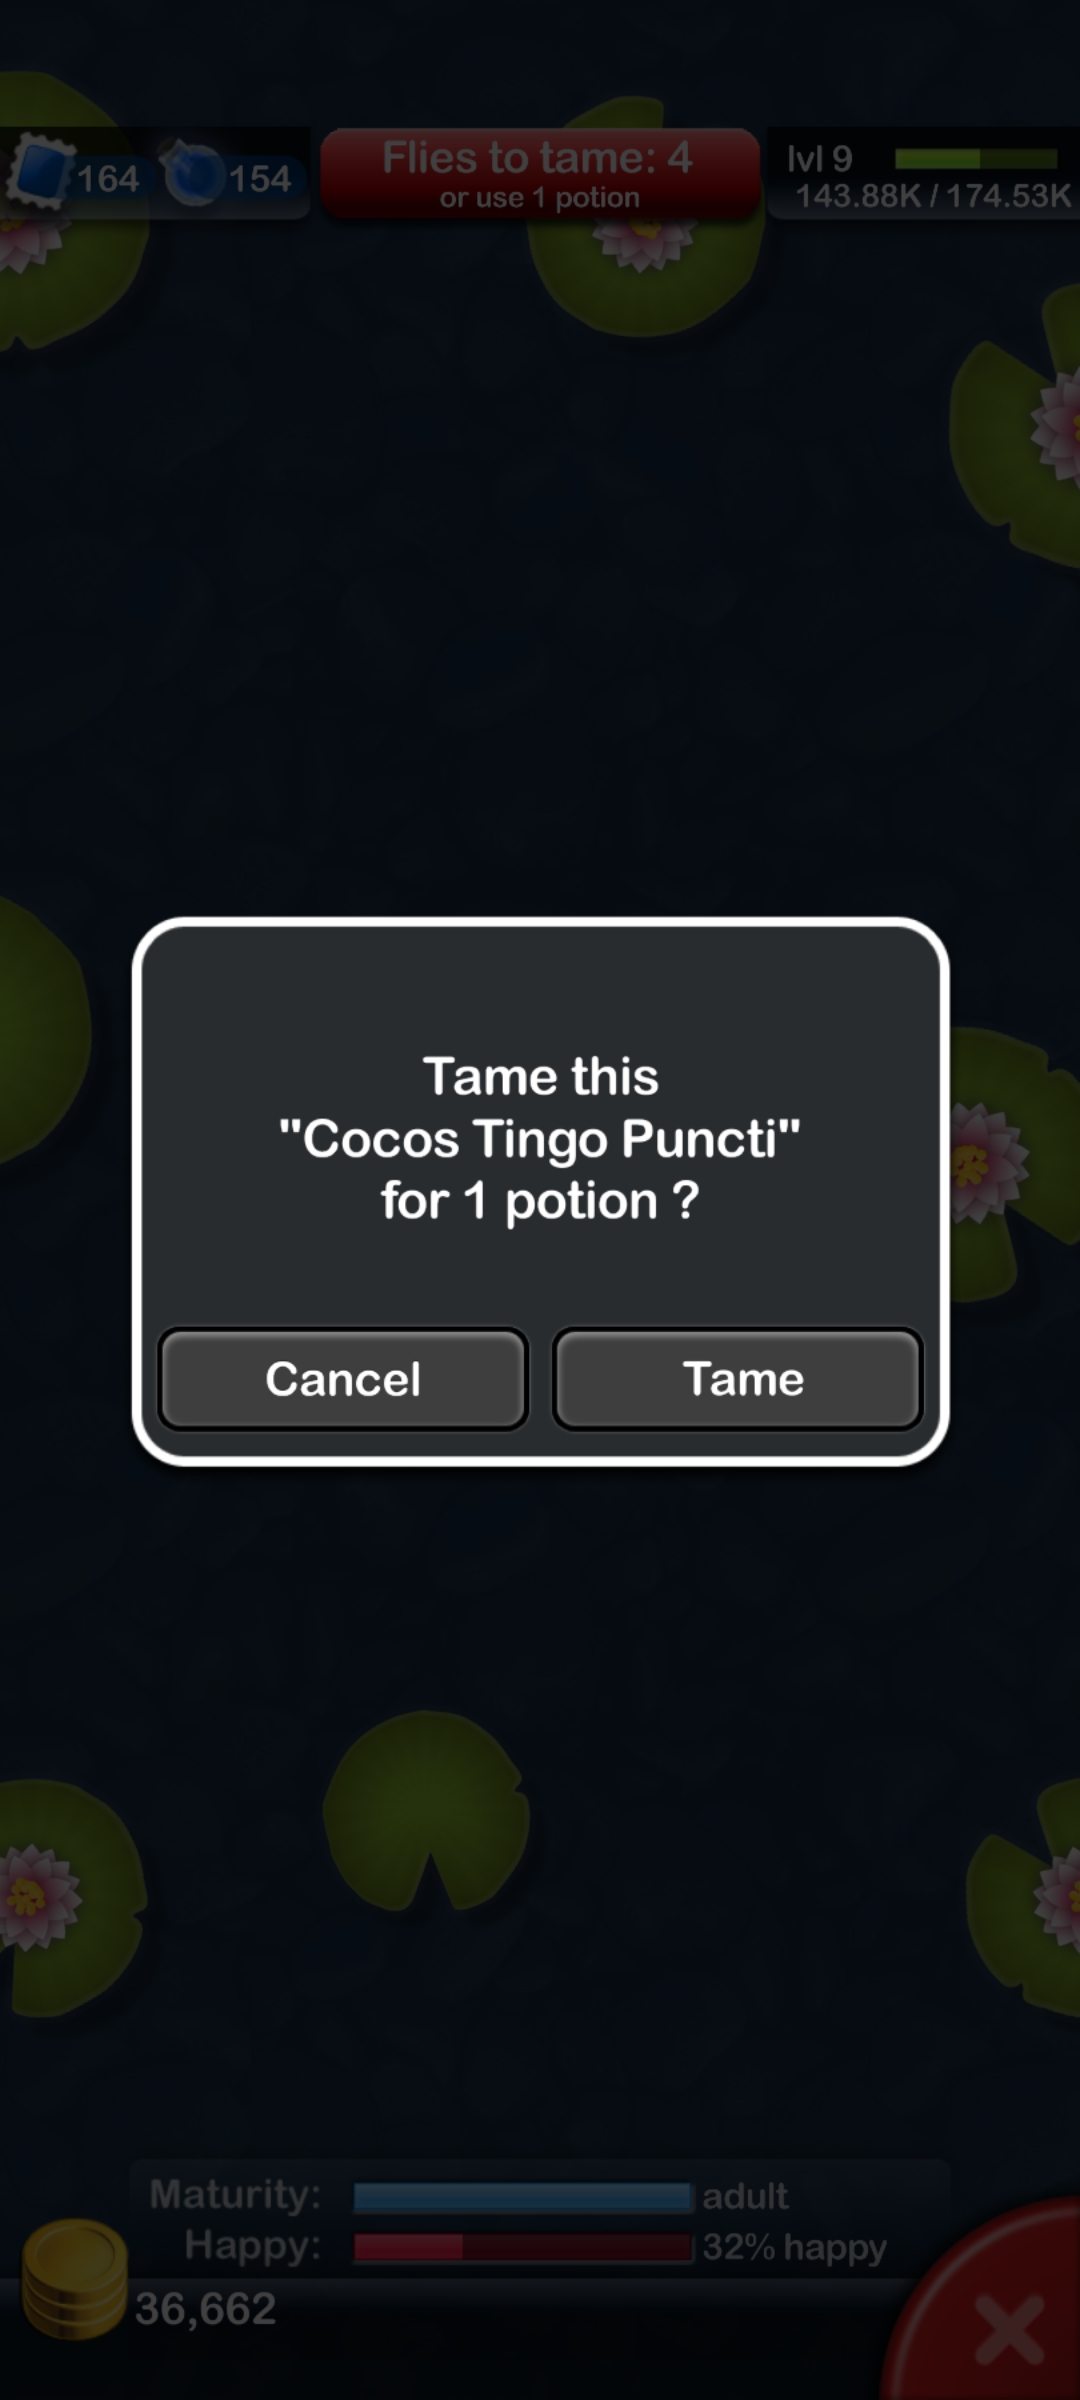 164
154
Flies to tame: 4
or use 1 potion
lvl 9
143.88K / 174.53K
Tame this
"Cocos Tingo Puncti"
for 1 potion ?
Cancel
Tame
Maturity:
adult
Happy:
32% happy
36,662